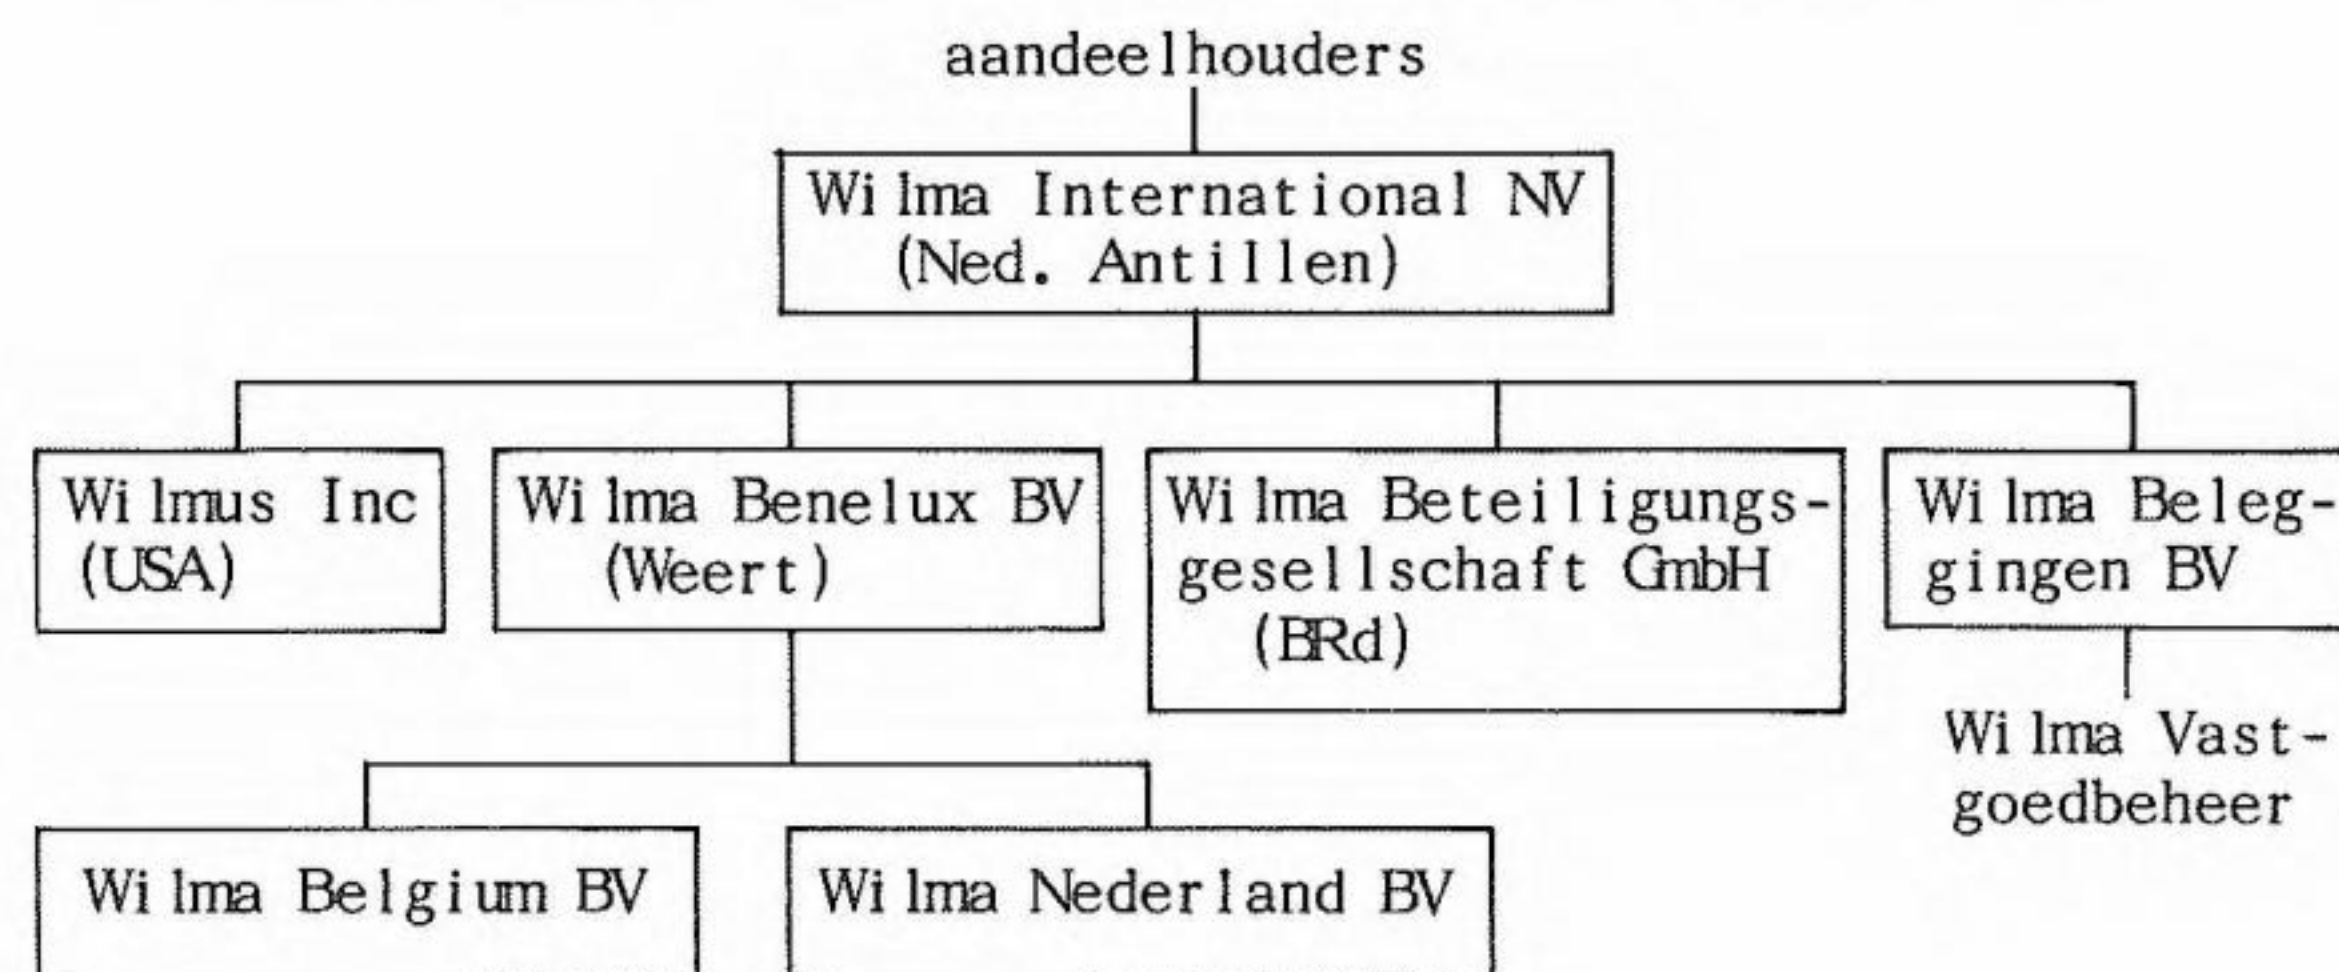 aandeelhouders
Wilma International NV
(Ned. Antillen)
Wilmus Inc
(USA)
Wilma Benelux BV
(Weert)
Wilma Beteiligungs-
gesellschaft GmbH
(BRd)
Wilma Beleg-
gingen BV
Wilma Vast-
goedbeheer
Wilma Belgium BV
Wilma Nederland BV